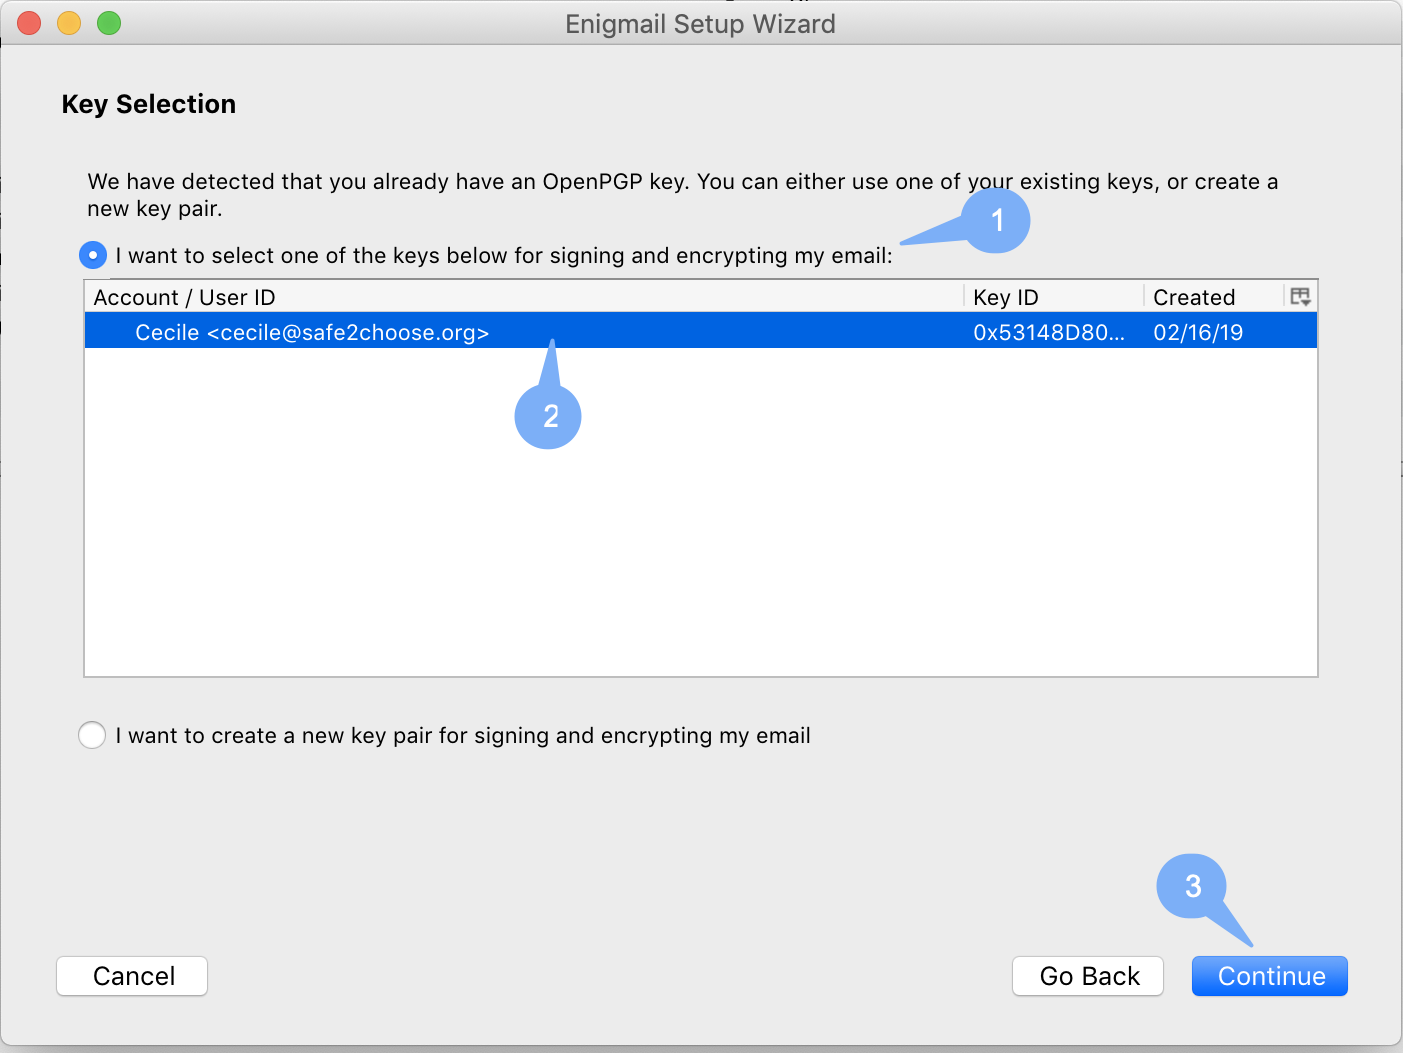 Enigmail Setup Wizard
Key Selection
We have detected that you already have an OpenPGP key. You can either use one of your existing keys, or create a
new key pair.
1
I want to select one of the keys below for signing and encrypting my email:
Account / User ID Key ID Created
Cecile <cecile@safe2choose.org> 0x53148D80... 02/16/19
2
I want to create a new key pair for signing and encrypting my email
3
Cancel Go Back Continue